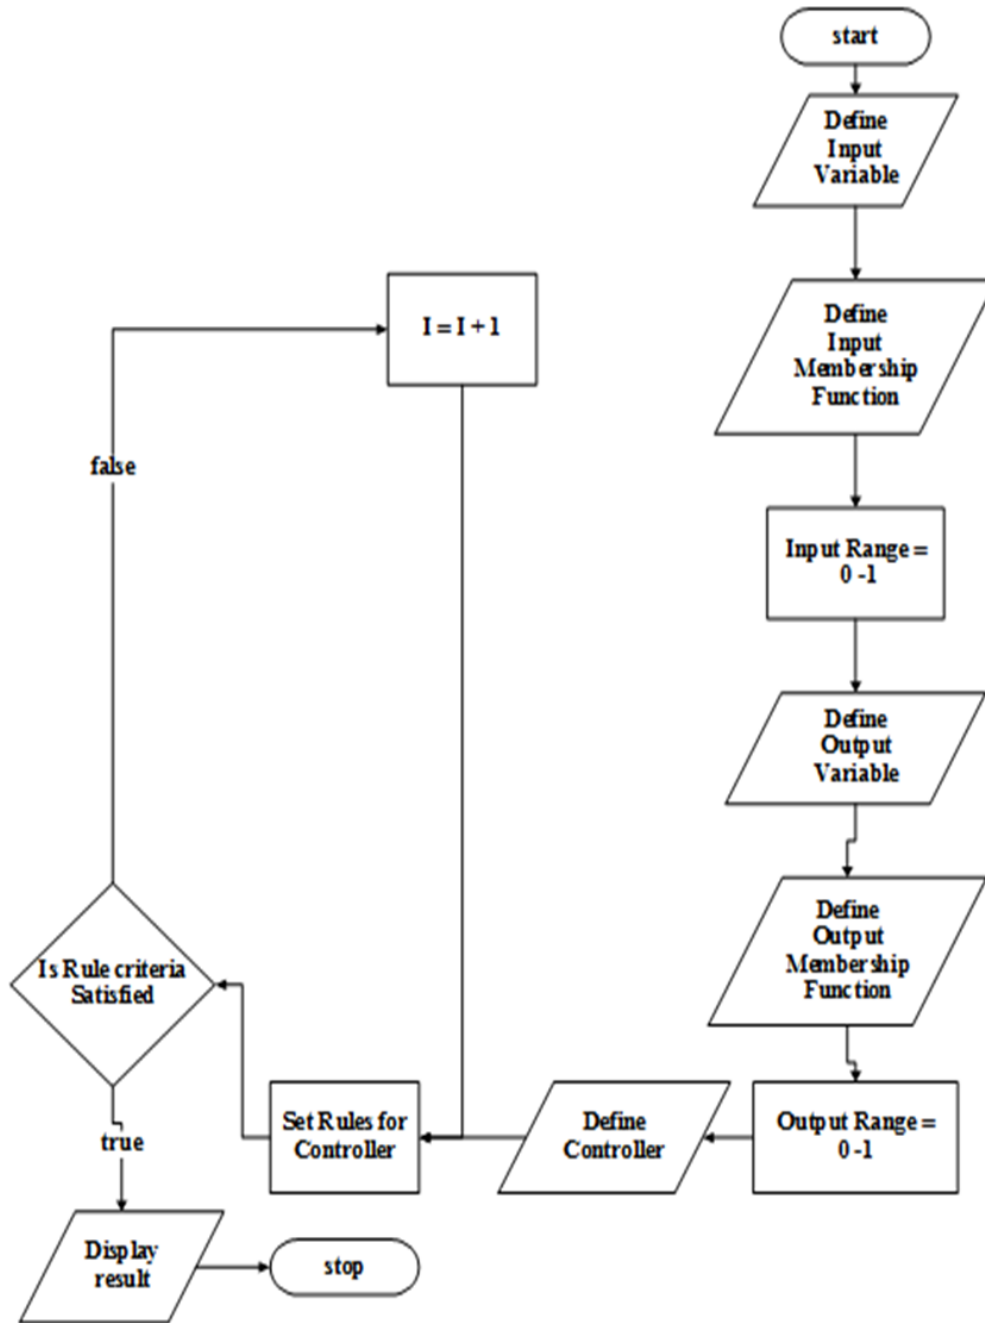 start
Define
Input
Variable
Define
Input
Membership
Function
Input Range =
0 -1
Define
Output
Variable
Define
Output
Membership
Function
Output Range =
0 -1
Define
Controller
Set Rules for
Controller
Is Rule criteria
Satisfied
false
I = I + 1
true
Display
result
stop